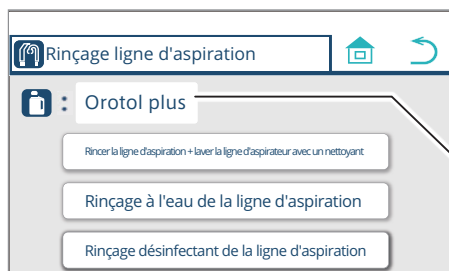 Rinçage ligne d'aspiration
: Orotol plus
Rincer la ligne d'aspiration + laver la ligne d'aspirateur avec un nettoyant
Rinçage à l'eau de la ligne d'aspiration
Rinçage désinfectant de la ligne d'aspiration